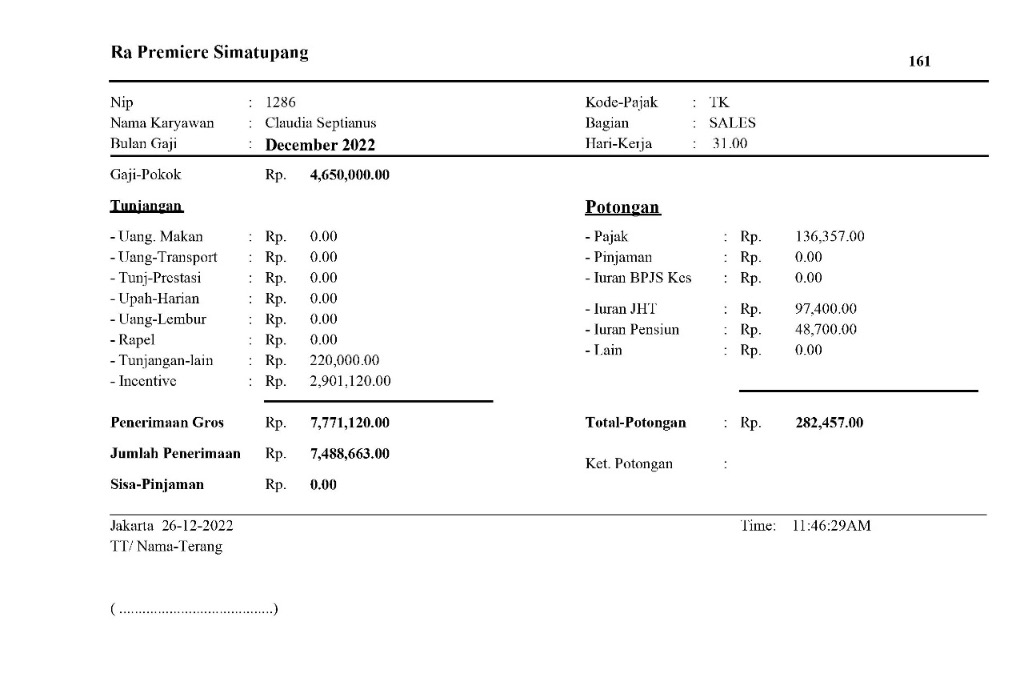 Ra Premiere Simatupang
161
Nip : 1286 Kode-Pajak : TK
Nama Karyawan : Claudia Septianus Bagian : SALES
Bulan Gaji : December 2022 Hari-Kerja : 31.00
Gaji-Pokok Rp. 4,650,000.00
Tunjangan Potongan
- Uang. Makan : Rp. 0.00 - Pajak : Rp. 136,357.00
- Uang-Transport : Rp. 0.00 - Pinjaman : Rp. 0.00
- Tunj-Prestasi : Rp. 0.00 - Iuran BPJS Kes : Rp. 0.00
- Upah-Harian : Rp. 0.00 - Iuran JHT : Rp. 97,400.00
- Uang-Lembur : Rp. 0.00 - Iuran Pensiun : Rp. 48,700.00
- Rapel : Rp. 0.00 - Lain : Rp. 0.00
- Tunjangan-lain : Rp. 220,000.00
- Incentive : Rp. 2,901,120.00
Penerimaan Gros Rp. 7,771,120.00 Total-Potongan : Rp. 282,457.00
Jumlah Penerimaan Rp. 7,488,663.00
Ket. Potongan :
Sisa-Pinjaman Rp. 0.00
Jakarta 26-12-2022 Time: 11:46:29AM
TT/ Nama-Terang
( ........................................)